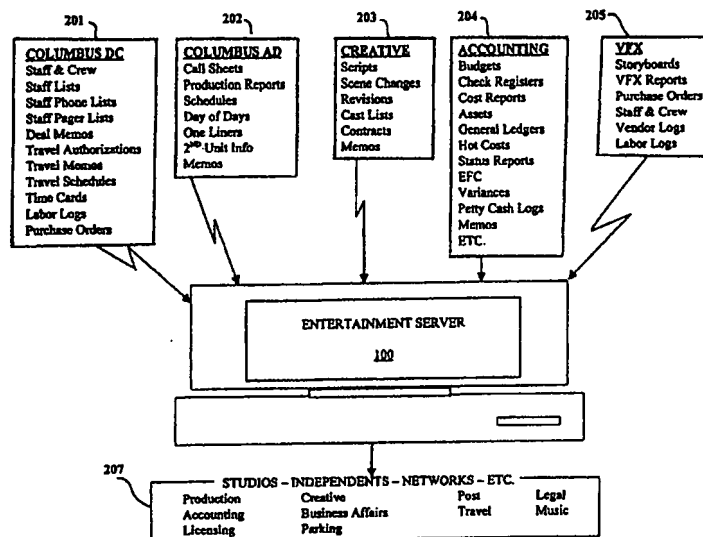 201
COLUMBUS DC
Staff & Crew
Staff Lists
Staff Phone Lists
Staff Pager Lists
Deal Memos
Travel Authorizations
Travel Momos
Travel Schedules
Time Cards
Labor Logs
Purchase Orders
202
COLUMBUS AD
Call Sheets
Production Reports
Schedules
Day of Days
One Liners
2ND-Unit Info
Memos
203
CREATIVE
Scripts
Scene Changes
Revisions
Cast Lists
Contracts
Memos
204
ACCOUNTING
Budgets
Check Registers
Cost Reports
Assets
General Ledgers
Hot Costs
Status Reports
EFC
Variances
Petty Cash Logs
Memos
ETC.
205
VFX
Storyboards
VFX Reports
Purchase Orders
Staff & Crew
Vendor Logs
Labor Logs
ENTERTAINMENT SERVER
100
207
STUDIOS – INDEPENDENTS – NETWORKS – ETC.
Production Creative Post Legal
Accounting Business Affairs Travel Music
Licensing Parking